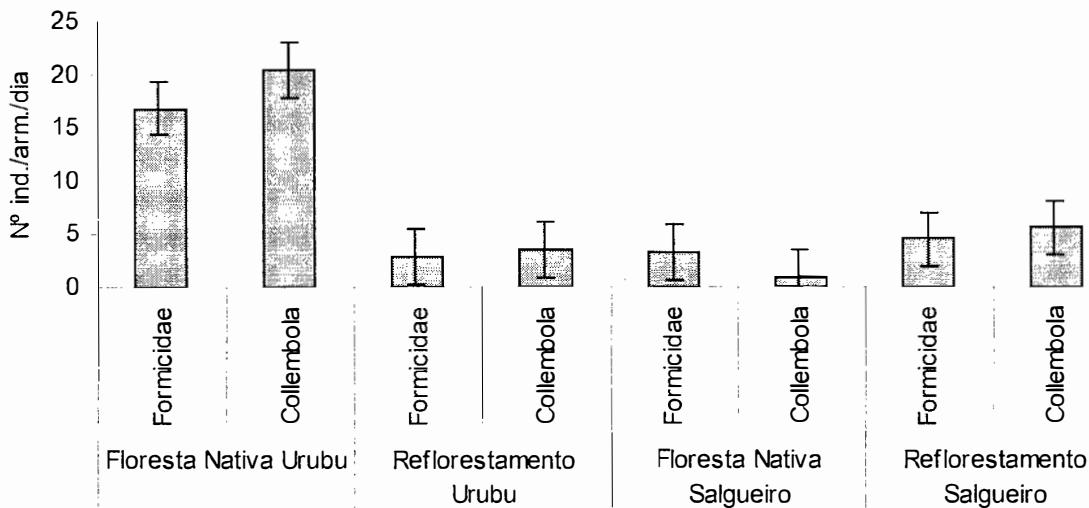 Nº ind./arm./dia
25
20
15
10
5
0
Formicidae
Collembola
Formicidae
Collembola
Formicidae
Collembola
Formicidae
Collembola
Floresta Nativa Urubu
Reflorestamento
Urubu
Floresta Nativa
Salgueiro
Reflorestamento
Salgueiro